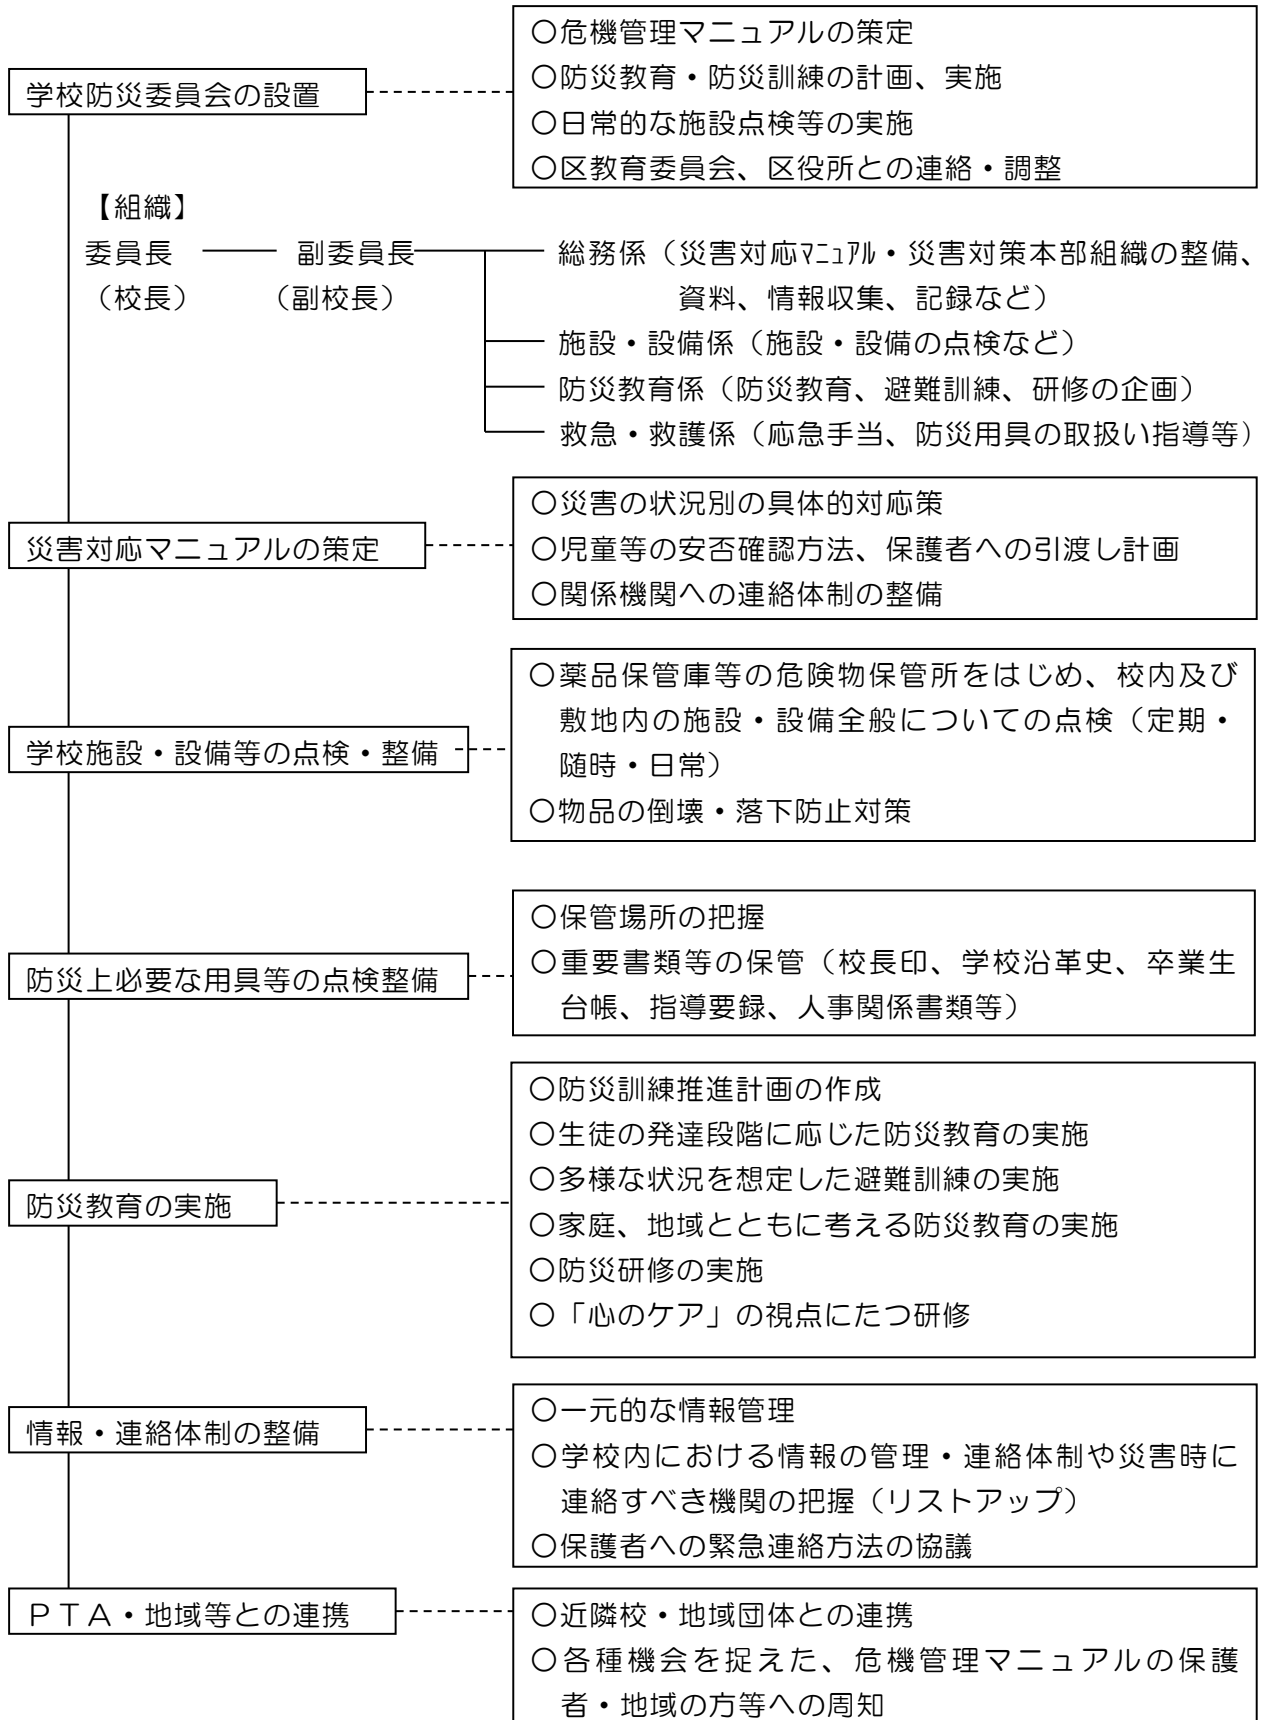 〇危機管理マニュアルの策定
〇防災教育・防災訓練の計画、実施
学校防災委員会の設置
〇日常的な施設点検等の実施
〇区教育委員会、区役所との連絡・調整
【組織】
委員長 副委員長 総務係（災害対応ﾏﾆｭｱﾙ・災害対策本部組織の整備、
（校長） （副校長） 資料、情報収集、記録など）
施設・設備係（施設・設備の点検など）
防災教育係（防災教育、避難訓練、研修の企画）
救急・救護係（応急手当、防災用具の取扱い指導等）
〇災害の状況別の具体的対応策
災害対応マニュアルの策定 〇児童等の安否確認方法、保護者への引渡し計画
〇関係機関への連絡体制の整備
〇薬品保管庫等の危険物保管所をはじめ、校内及び
敷地内の施設・設備全般についての点検（定期・
学校施設・設備等の点検・整備 随時・日常）
〇物品の倒壊・落下防止対策
〇保管場所の把握
〇重要書類等の保管（校長印、学校沿革史、卒業生
防災上必要な用具等の点検整備
台帳、指導要録、人事関係書類等）
〇防災訓練推進計画の作成
〇生徒の発達段階に応じた防災教育の実施
〇多様な状況を想定した避難訓練の実施
防災教育の実施
〇家庭、地域とともに考える防災教育の実施
〇防災研修の実施
〇「心のケア」の視点にたつ研修
〇一元的な情報管理
情報・連絡体制の整備
〇学校内における情報の管理・連絡体制や災害時に
連絡すべき機関の把握（リストアップ）
〇保護者への緊急連絡方法の協議
ＰＴＡ・地域等との連携 〇近隣校・地域団体との連携
〇各種機会を捉えた、危機管理マニュアルの保護
者・地域の方等への周知